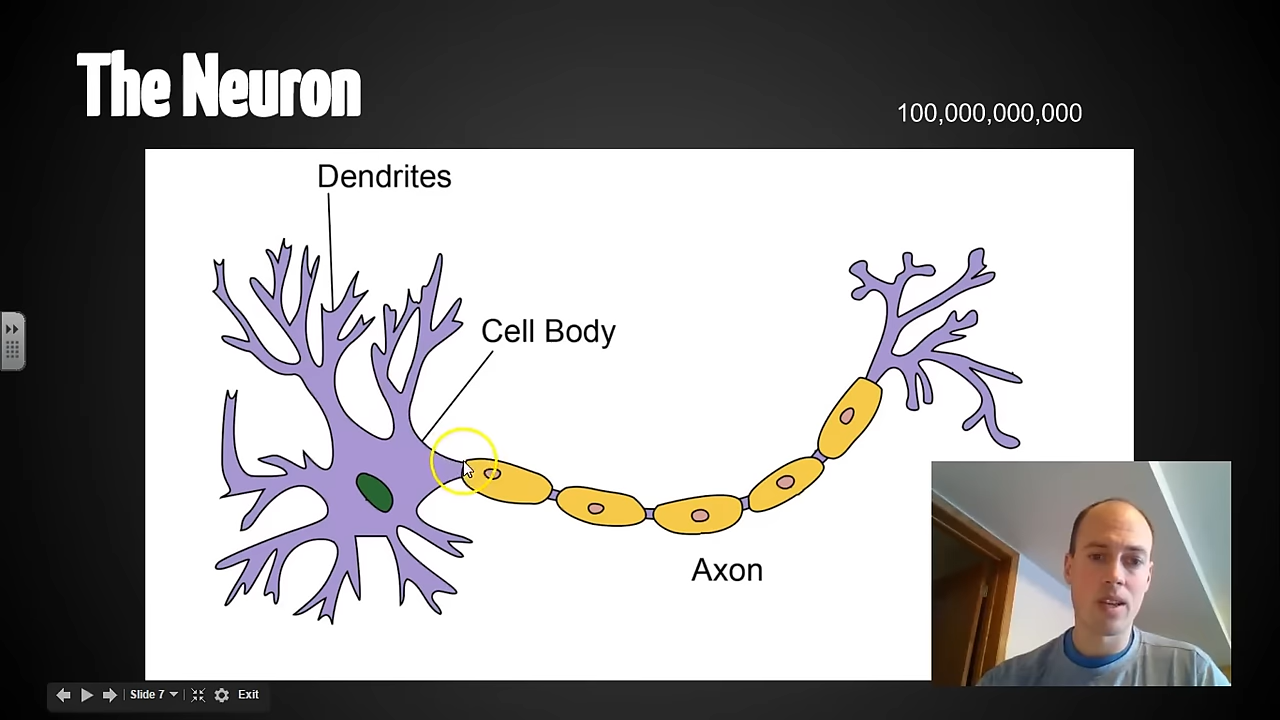 The Neuron
100,000,000,000
Dendrites
Cell Body
Axon
Slide 7
Exit